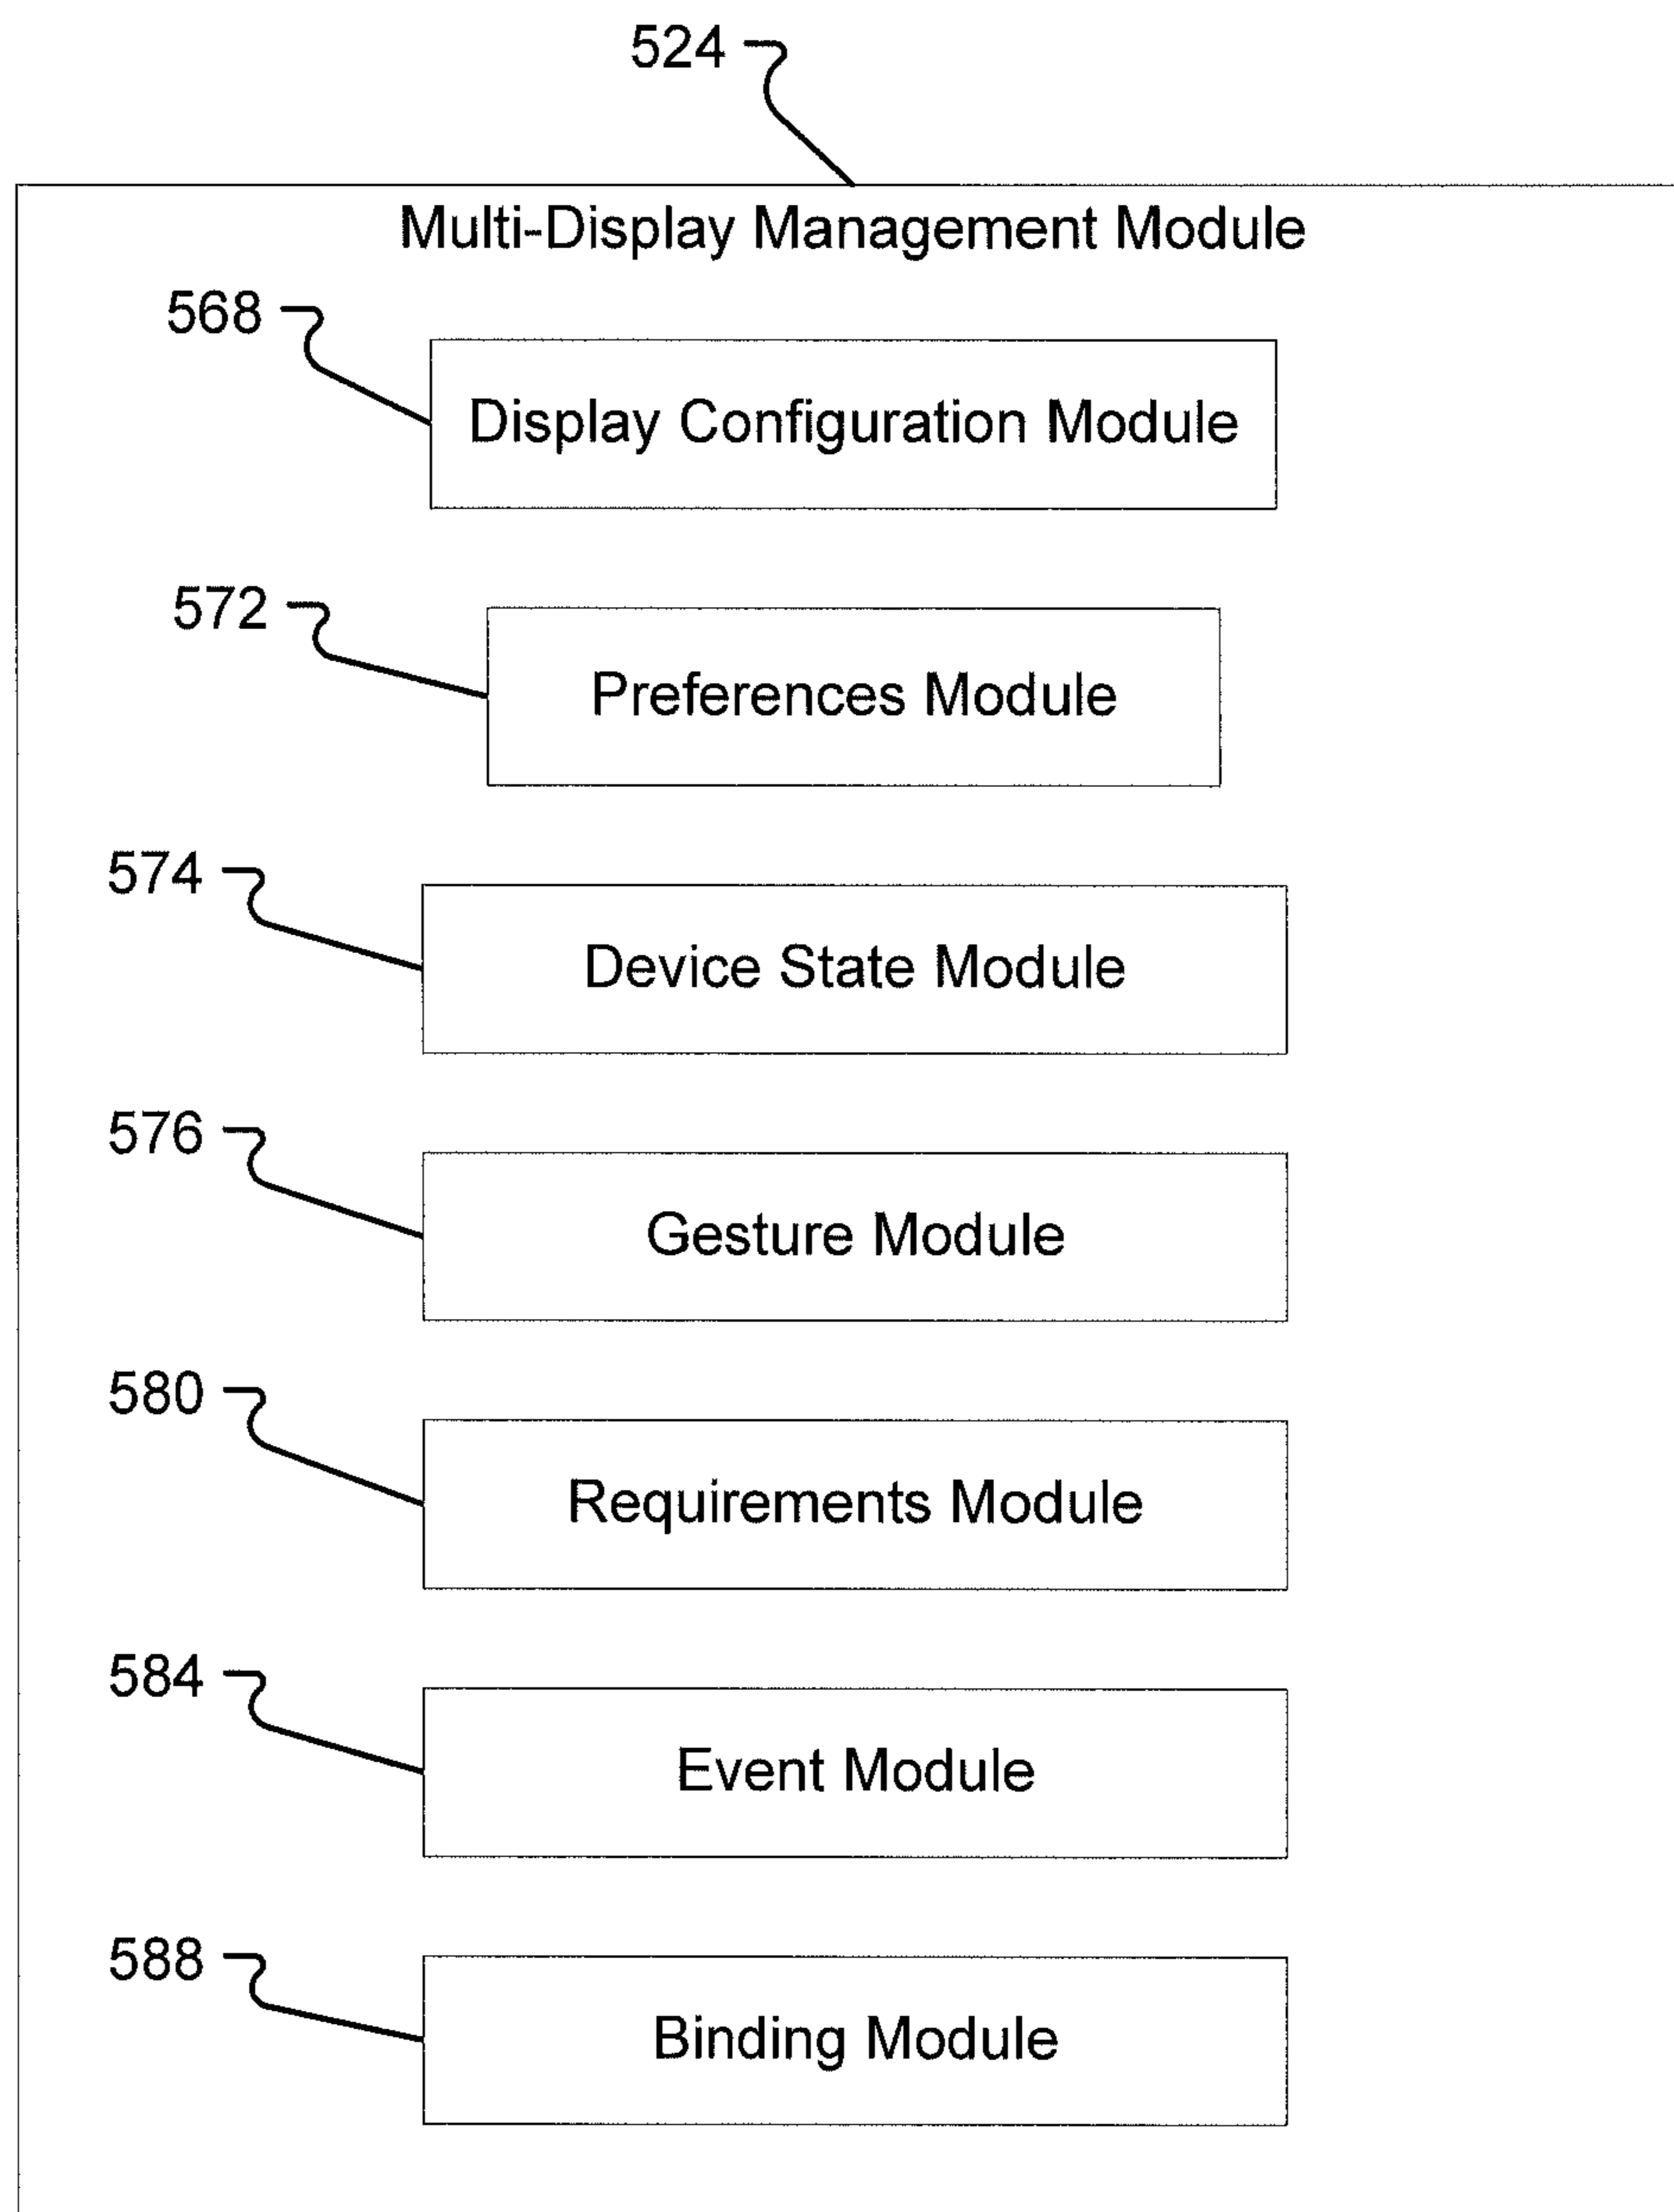 524
Multi-Display Management Module
568
Display Configuration Module
572
Preferences Module
574
Device State Module
576
Gesture Module
580
Requirements Module
584
Event Module
588
Binding Module